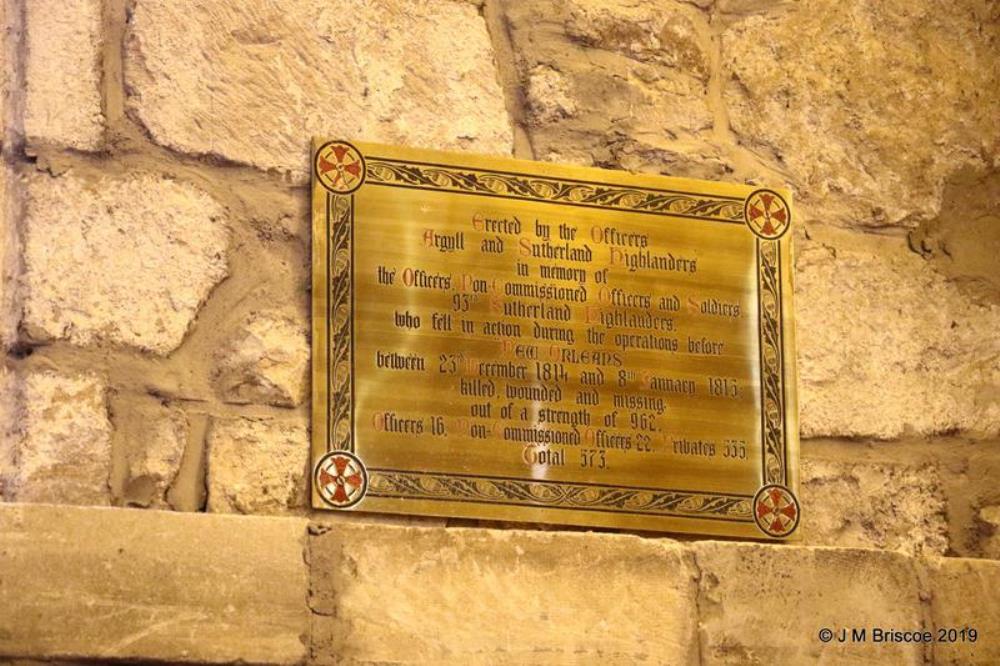 Erected by the Officers
Argyll and Sutherland Highlanders
in memory of
the Officers, Non-Commissioned Officers and Soldiers
93rd Sutherland Highlanders.
who fell in action during the operations before
NEW ORLEANS
between 23rd December 1814 and 8th January 1815.
killed, wounded and missing.
out of a strength of 962.
Officers 16. Non-Commissioned Officers 22. Privates 535.
Total 573.
© J M Briscoe 2019